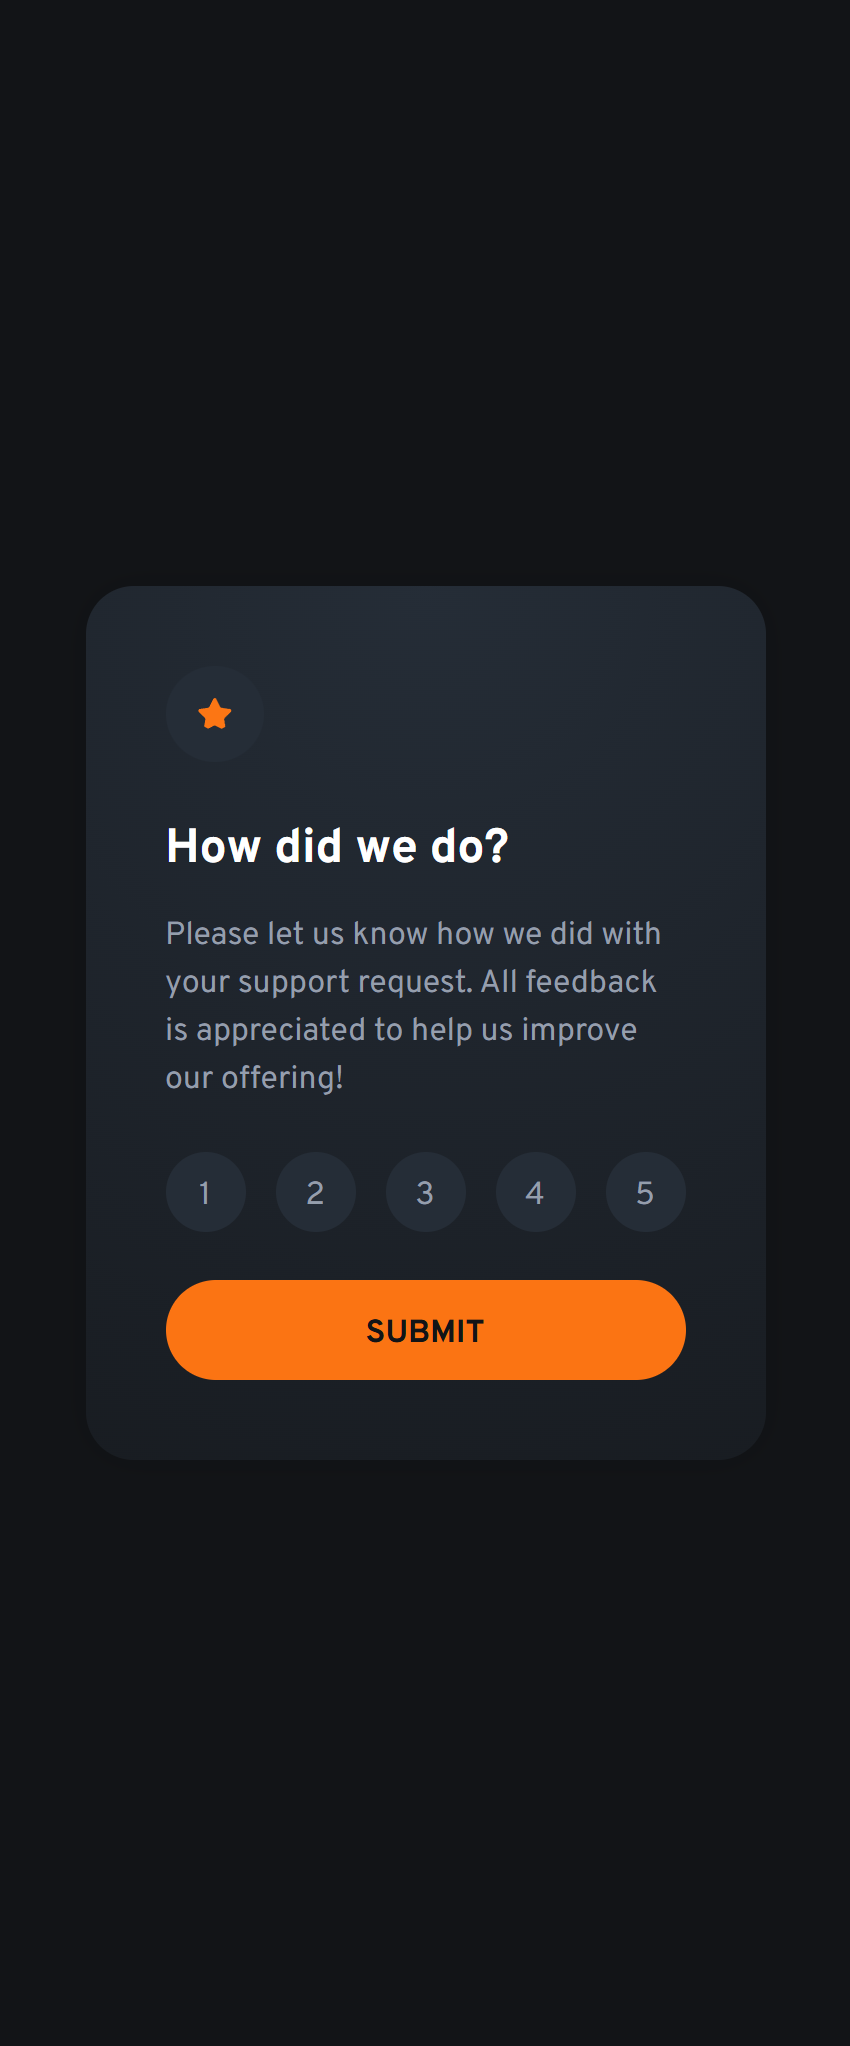 How did we do?
Please let us know how we did with
your support request. All feedback
is appreciated to help us improve
our offering!
1 2 3 4 5
SUBMIT